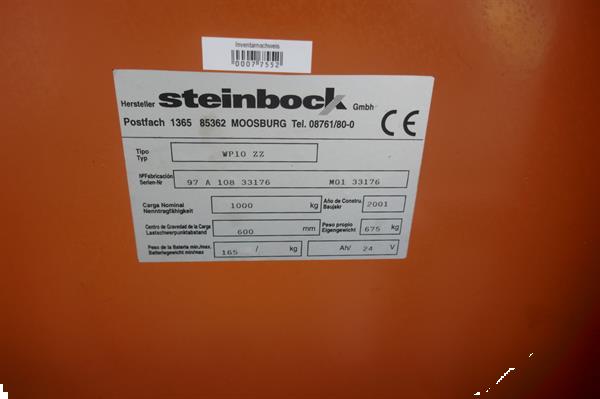 Inventarnachweis
00077552
Hersteller steinbock Gmbh
Postfach 1365 85362 MOOSBURG Tel. 08761/80-0 CE
Tipo
Typ WP10 ZZ
NºFabricación
Serien-Nr 97 A 108 33176 M01 33176
Carga Nominal
Nenntragfähigkeit 1000 kg
Año de Constru.
Baujahr 2001
Centro de Gravedad de la Carga
Lastschwerpunktabstand 600 mm
Peso propio
Eigengewicht 675 kg
Peso de la Bateria min/max.
Batteriegewicht min/max 165 / kg
Ah/ 24 V